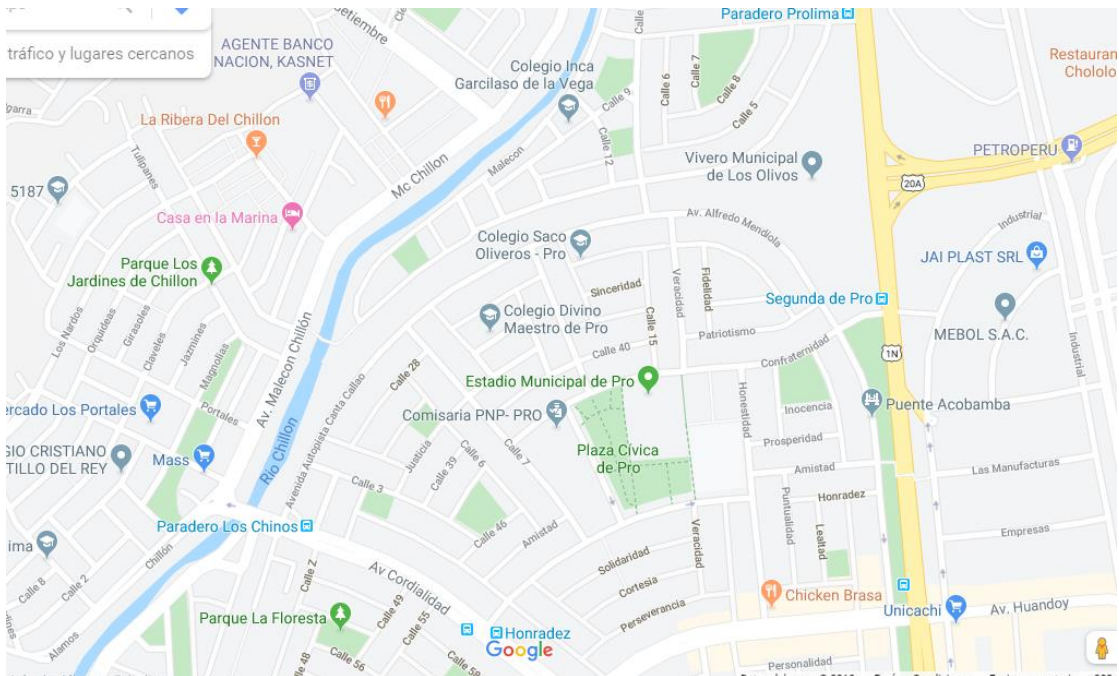 tráfico y lugares cercanos
AGENTE BANCO
NACION, KASNET
Paradero Prolima
Colegio Inca
Garcilaso de la Vega
Calle 6
Calle 7
Calle 8
Calle 5
Calle 9
Calle 12
La Ribera Del Chillon
Tulipanes
Mc Chillon
Malecon
Vivero Municipal
de Los Olivos
PETROPERU
20A
5187
Casa en la Marina
Av. Alfredo Mendiola
Industrial
Colegio Saco
Oliveros - Pro
JAI PLAST SRL
Parque Los
Jardines de Chillon
Sinceridad
Veracidad
Fidelidad
Segunda de Pro
Colegio Divino
Maestro de Pro
Calle 15
Patriotismo
MEBOL S.A.C.
Los Nardos
Orquideas
Girasoles
Claveles
Jazmines
Magnolias
Av. Malecon Chillón
Calle 40
Confraternidad
1N
Industrial
Calle 28
Estadio Municipal de Pro
Avenida Autopista Canta Callao
Honestidad
Inocencia
Puente Acobamba
ercado Los Portales
Portales
Comisaria PNP- PRO
Río Chillon
Prosperidad
GIO CRISTIANO
TILLO DEL REY
Mass
Justicia
Calle 39
Calle 6
Calle 7
Plaza Cívica
de Pro
Amistad
Las Manufacturas
Calle 3
Puntualidad
Honradez
Paradero Los Chinos
Calle 46
Amistad
Veracidad
Lealtad
Empresas
ima
Chillón
Calle 8
Calle 2
Calle Z
Av Cordialidad
Solidaridad
Cortesia
Perseverancia
Chicken Brasa
Unicachi
Av. Huandoy
Parque La Floresta
Calle 49
Calle 55
Honradez
Google
Alamos
Calle 48
Calle 56
Personalidad